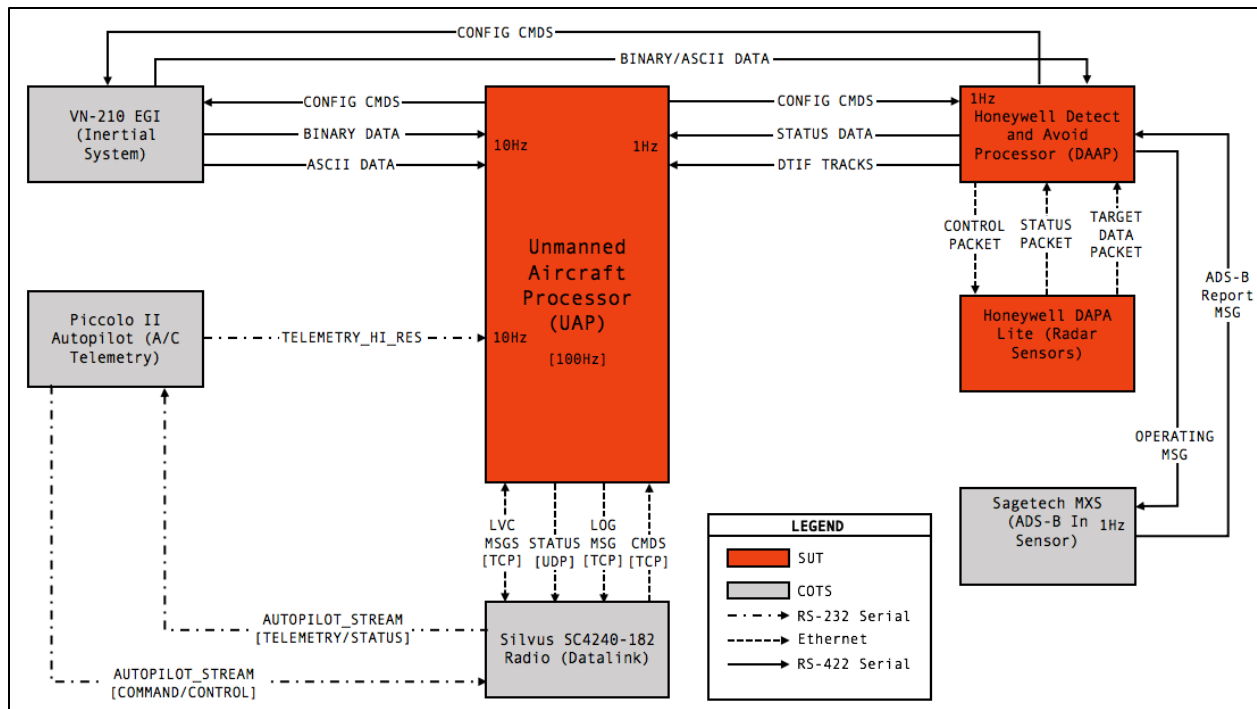 CONFIG CMDS
BINARY/ASCII DATA
VN-210 EGI
(Inertial
System)
CONFIG CMDS
BINARY DATA
ASCII DATA
10Hz
1Hz
Unmanned
Aircraft
Processor
(UAP)
[100Hz]
10Hz
CONFIG CMDS
STATUS DATA
DTIF TRACKS
1Hz
Honeywell Detect
and Avoid
Processor (DAAP)
CONTROL
PACKET
STATUS
PACKET
TARGET
DATA
PACKET
ADS-B
Report
MSG
Honeywell DAPA
Lite (Radar
Sensors)
Piccolo II
Autopilot (A/C
Telemetry)
TELEMETRY_HI_RES
OPERATING
MSG
Sagetech MXS
(ADS-B In
Sensor)
1Hz
LVC
MSGS
[TCP]
STATUS
[UDP]
LOG
MSG
[TCP]
CMDS
[TCP]
Silvus SC4240-182
Radio (Datalink)
AUTOPILOT_STREAM
[TELEMETRY/STATUS]
AUTOPILOT_STREAM
[COMMAND/CONTROL]
LEGEND
SUT
COTS
RS-232 Serial
Ethernet
RS-422 Serial